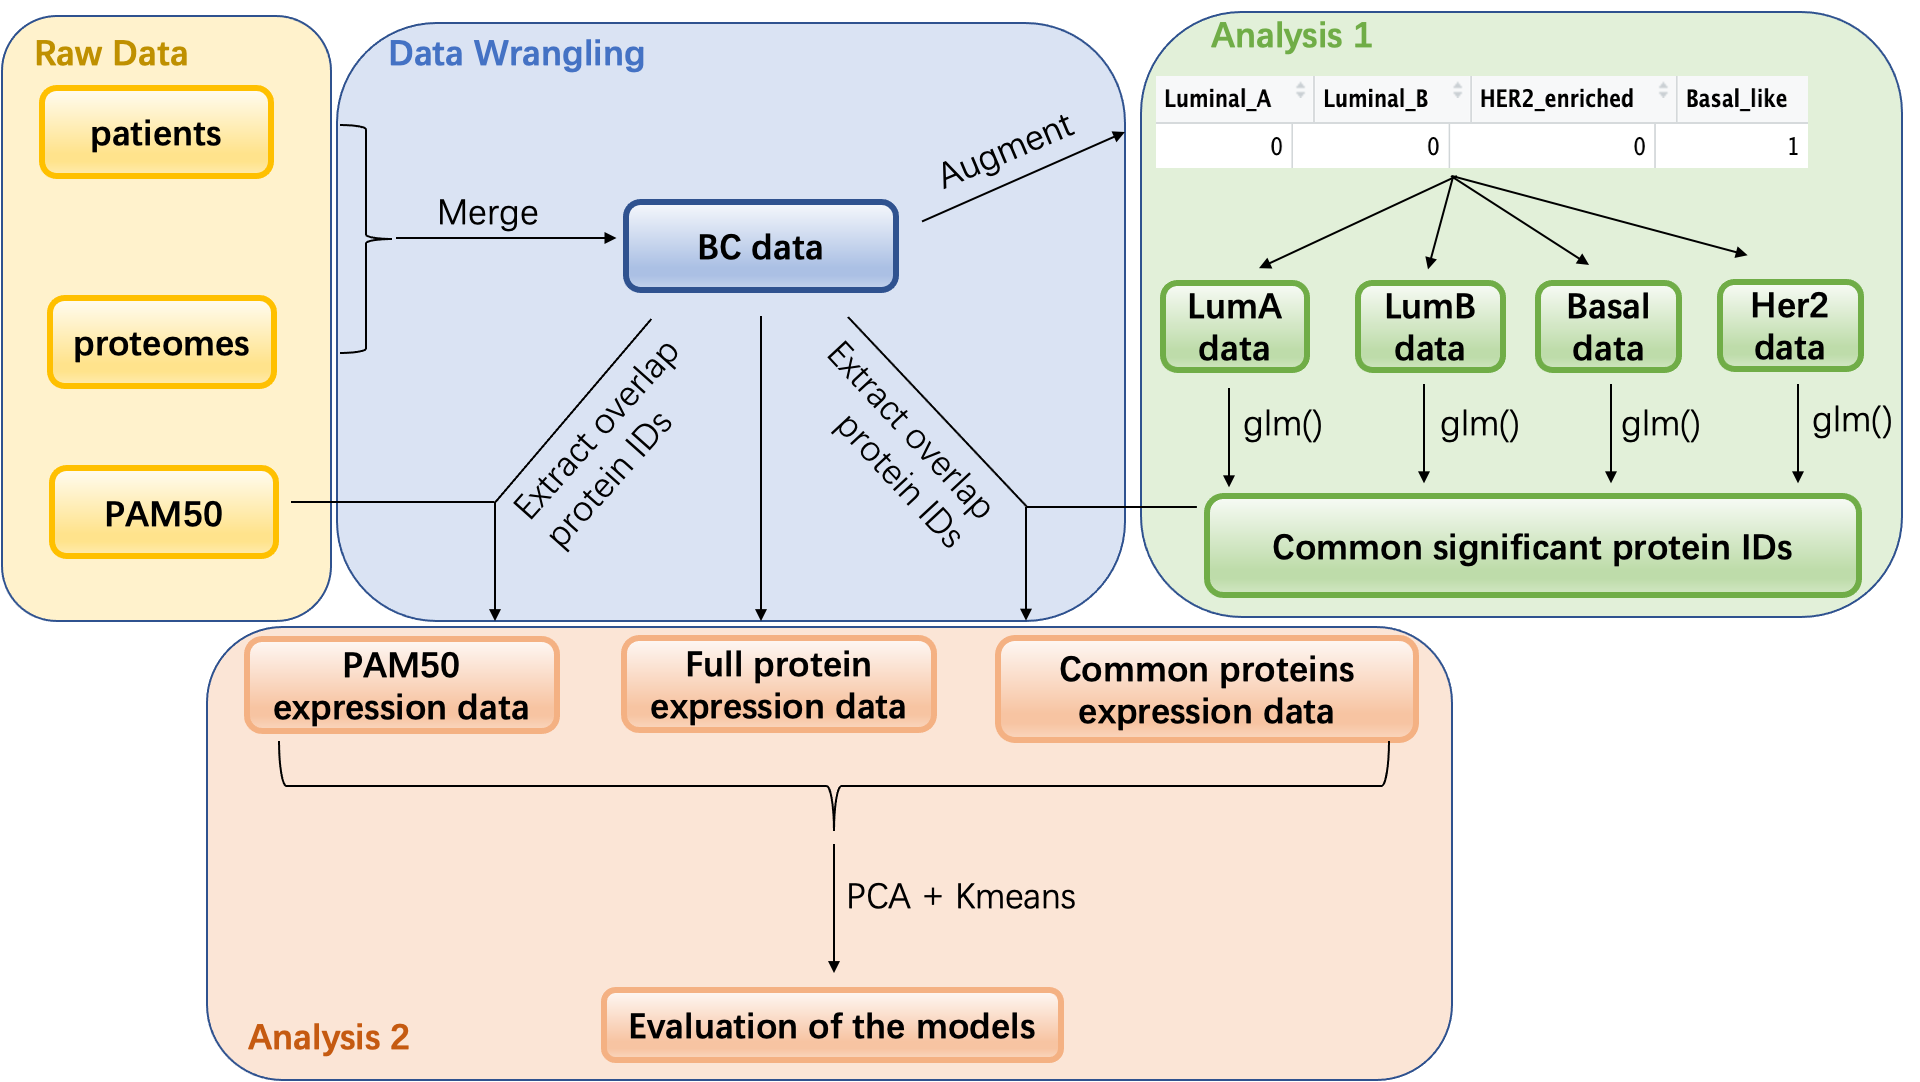 Raw Data
patients
proteomes
PAM50
Data Wrangling
Merge
BC data
Augment
Extract overlap
protein IDs
Extract overlap
protein IDs
Analysis 1
Luminal_A Luminal_B HER2_enriched Basal_like
0 0 0 1
LumA
data
LumB
data
Basal
data
Her2
data
glm()
glm()
glm()
glm()
Common significant protein IDs
PAM50
expression data
Full protein
expression data
Common proteins
expression data
PCA + Kmeans
Evaluation of the models
Analysis 2